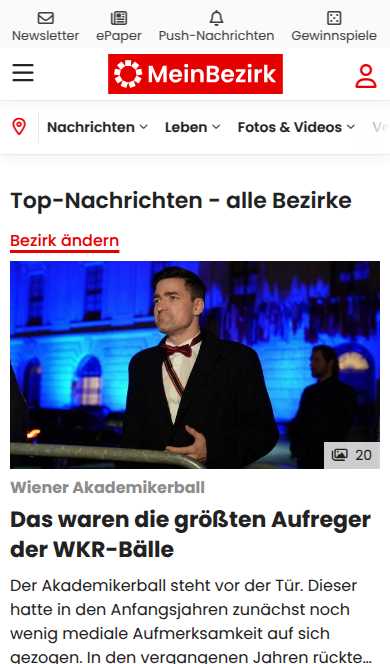 Newsletter ePaper Push-Nachrichten Gewinnspiele
MeinBezirk
Nachrichten Leben Fotos & Videos
Top-Nachrichten - alle Bezirke
Bezirk ändern
20
Wiener Akademikerball
Das waren die größten Aufreger
der WKR-Bälle
Der Akademikerball steht vor der Tür. Dieser
hatte in den Anfangsjahren zunächst noch
wenig mediale Aufmerksamkeit auf sich
gezogen. In den vergangenen Jahren rückte...